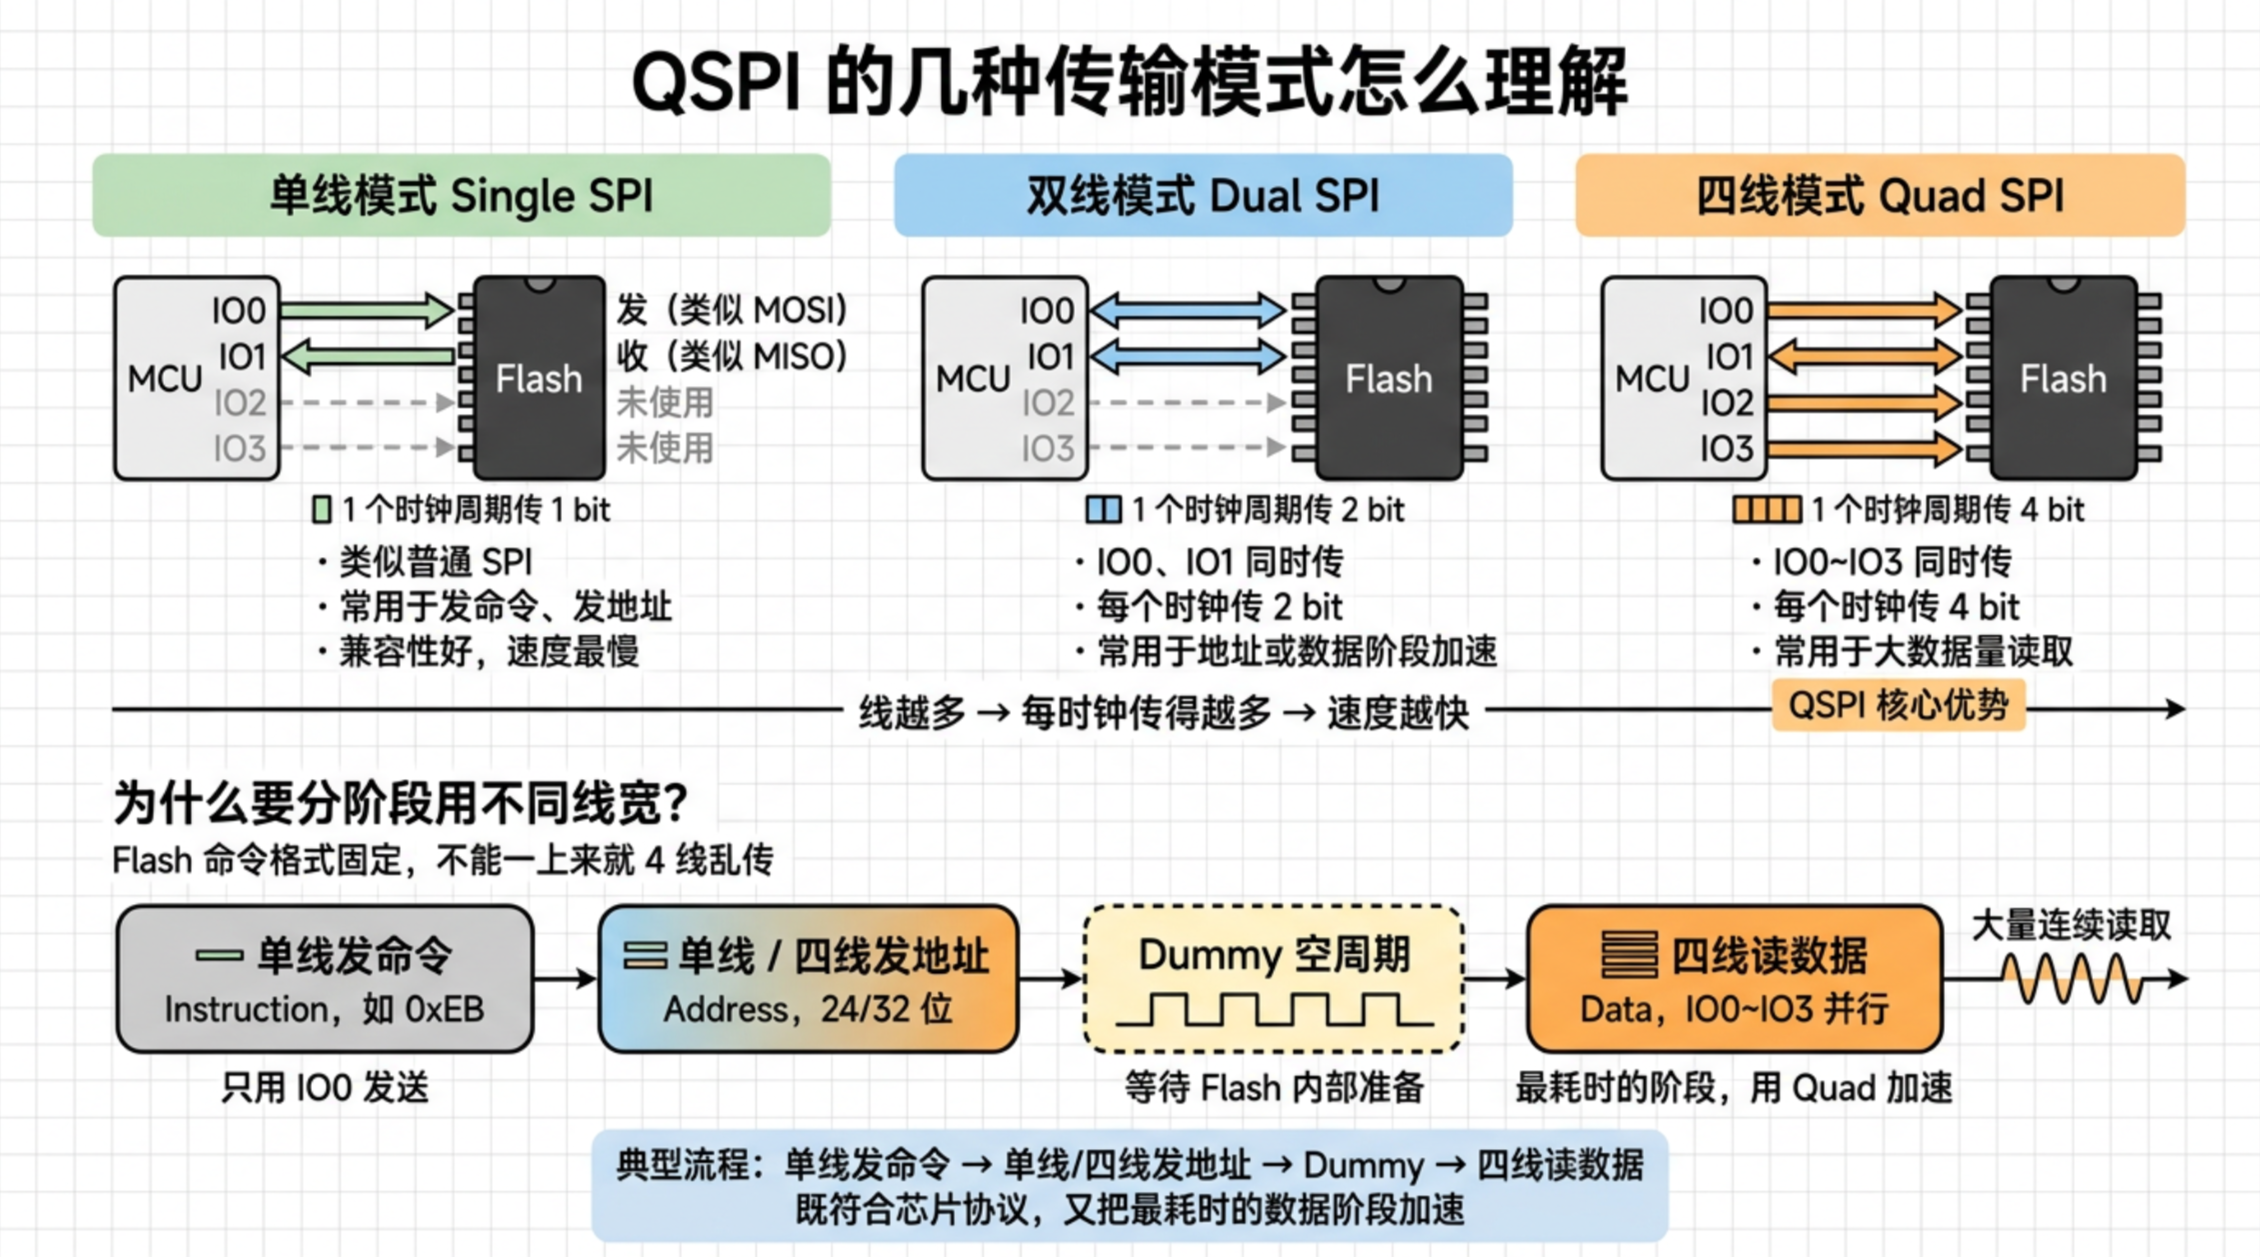 QSPI 的几种传输模式怎么理解
单线模式 Single SPI
MCU
IO0
IO1
IO2
IO3
Flash
发（类似 MOSI）
收（类似 MISO）
未使用
未使用
1 个时钟周期传 1 bit
· 类似普通 SPI
· 常用于发命令、发地址
· 兼容性好，速度最慢
双线模式 Dual SPI
MCU
IO0
IO1
IO2
IO3
Flash
1 个时钟周期传 2 bit
· IO0、IO1 同时传
· 每个时钟传 2 bit
· 常用于地址或数据阶段加速
四线模式 Quad SPI
MCU
IO0
IO1
IO2
IO3
Flash
1 个时钟周期传 4 bit
· IO0~IO3 同时传
· 每个时钟传 4 bit
· 常用于大数据量读取
线越多 → 每时钟传得越多 → 速度越快
QSPI 核心优势
为什么要分阶段用不同线宽？
Flash 命令格式固定，不能一上来就 4 线乱传
单线发命令
Instruction，如 0xEB
只用 IO0 发送
单线 / 四线发地址
Address，24/32 位
Dummy 空周期
等待 Flash 内部准备
四线读数据
Data，IO0~IO3 并行
最耗时的阶段，用 Quad 加速
大量连续读取
典型流程：单线发命令 → 单线/四线发地址 → Dummy → 四线读数据
既符合芯片协议，又把最耗时的数据阶段加速